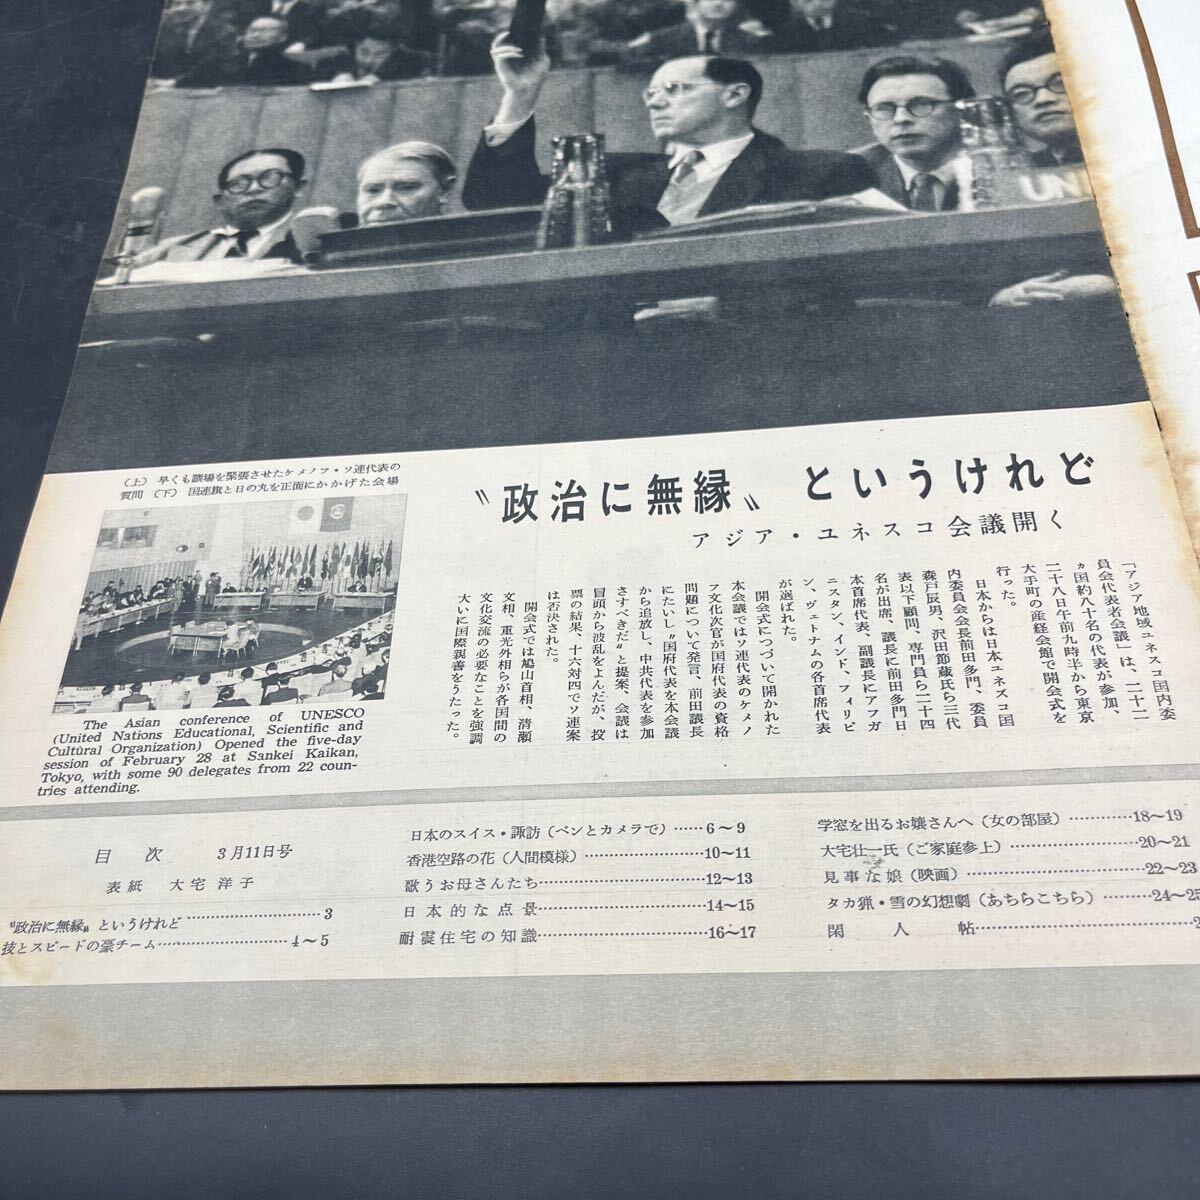 UN
（上） 早くも議場を緊張させたケメノフ・ソ連代表の
質問（下） 国連旗と日の丸を正面にかかげた会場
〝政治に無縁〟というけれど
アジア・ユネスコ会議開く
「アジア地域ユネスコ国内委
員会代表者会議」は、二十二
ヵ国約八十名の代表が参加、
二十八日午前九時半から東京
大手町の産経会館で開会式を
行った。
日本からは日本ユネスコ国
内委員会会長前田多門、委員
森戸辰男、沢田節蔵氏ら三代
表以下顧問、専門員ら二十四
名が出席、議長に前田多門日
本首席代表、副議長にアフガ
ニスタン、インド、フィリピ
ン、ヴェトナムの各首席代表
が選ばれた。
開会式につづいて開かれた
本会議ではソ連代表のケメノ
フ文化次官が国府代表の資格
問題について発言、前田議長
にたいし〝国府代表を本会議
から追放し、中共代表を参加
さすべきだ〟と提案、会議は
冒頭から波乱をよんだが、投
票の結果、十六対四でソ連案
は否決された。
開会式では鳩山首相、清瀬
文相、重光外相らが各国間の
文化交流の必要なことを強調
大いに国際親善をうたった。
The Asian conference of UNESCO
(United Nations Educational, Scientific and
Cultural Organization) Opened the five-day
session of February 28 at Sankei Kaikan,
Tokyo, with some 90 delegates from 22 coun-
tries attending.
目 次 3月11日号
表紙 大宅 洋子
〝政治に無縁〟というけれど……………………3
技とスピードの豪チーム……………………4～5
日本のスイス・諏訪（ペンとカメラで）……6～9
香港空路の花（人間模様）……………………10～11
歌うお母さんたち……………………12～13
日本的な点景……………………14～15
耐震住宅の知識……………………16～17
学窓を出るお嬢さんへ（女の部屋）…………18～19
大宅壮一氏（ご家庭参上）……………………20～21
見事な娘（映画）……………………22～23
タカ猟・雪の幻想劇（あちらこちら）………24～25
閑 人 帖……………………2